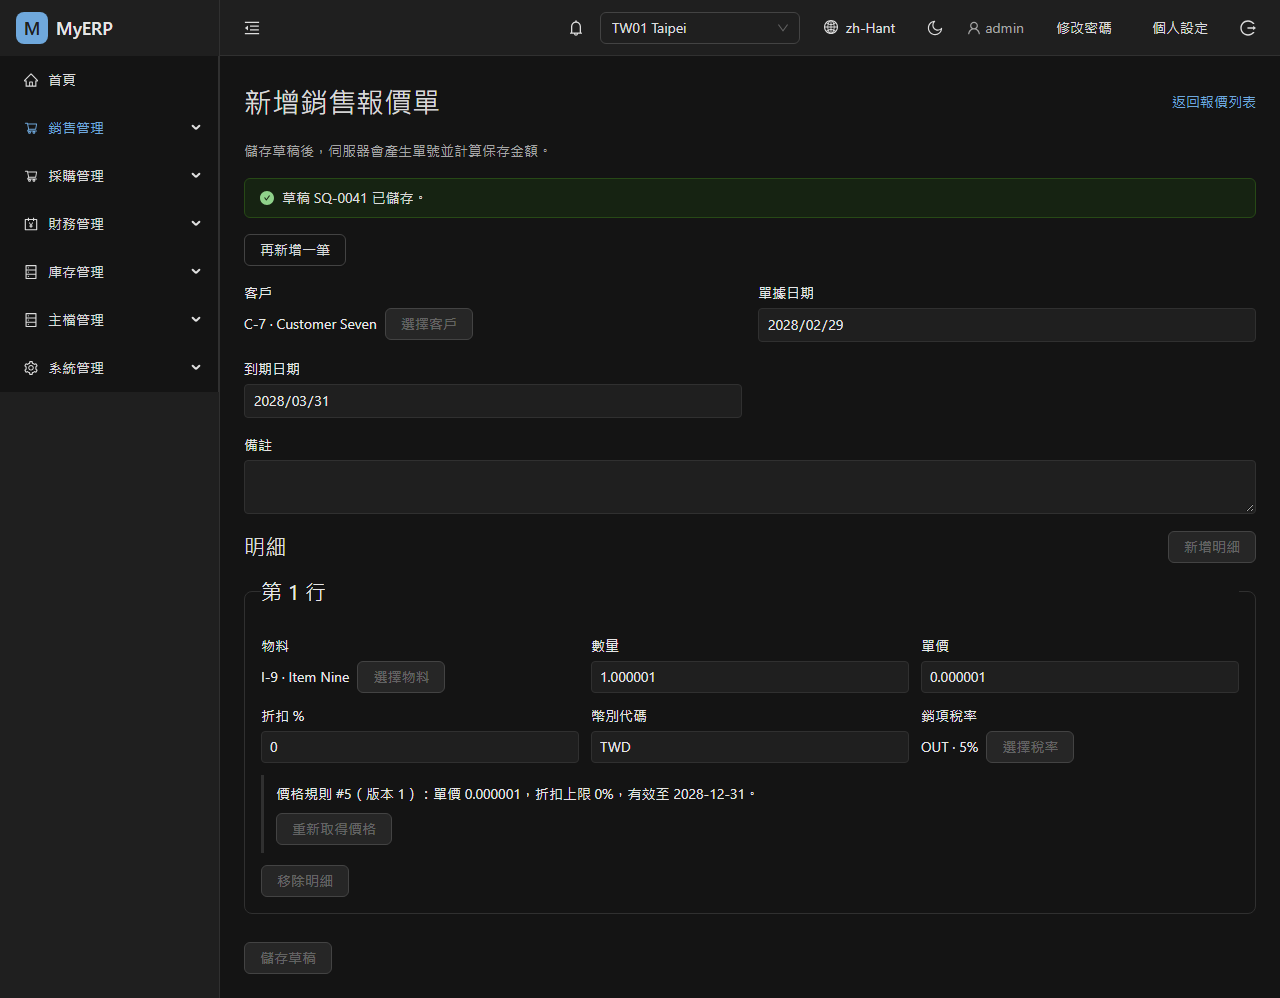 M MyERP
TW01 Taipei
zh-Hant
admin
修改密碼
個人設定
首頁
銷售管理
採購管理
財務管理
庫存管理
主檔管理
系統管理
新增銷售報價單
返回報價列表
儲存草稿後，伺服器會產生單號並計算保存金額。
草稿 SQ-0041 已儲存。
再新增一筆
客戶
C-7 · Customer Seven
選擇客戶
單據日期
2028/02/29
到期日期
2028/03/31
備註
明細
新增明細
第 1 行
物料
I-9 · Item Nine
選擇物料
數量
1.000001
單價
0.000001
折扣 %
0
幣別代碼
TWD
銷項稅率
OUT · 5%
選擇稅率
價格規則 #5（版本 1）：單價 0.000001，折扣上限 0%，有效至 2028-12-31。
重新取得價格
移除明細
儲存草稿